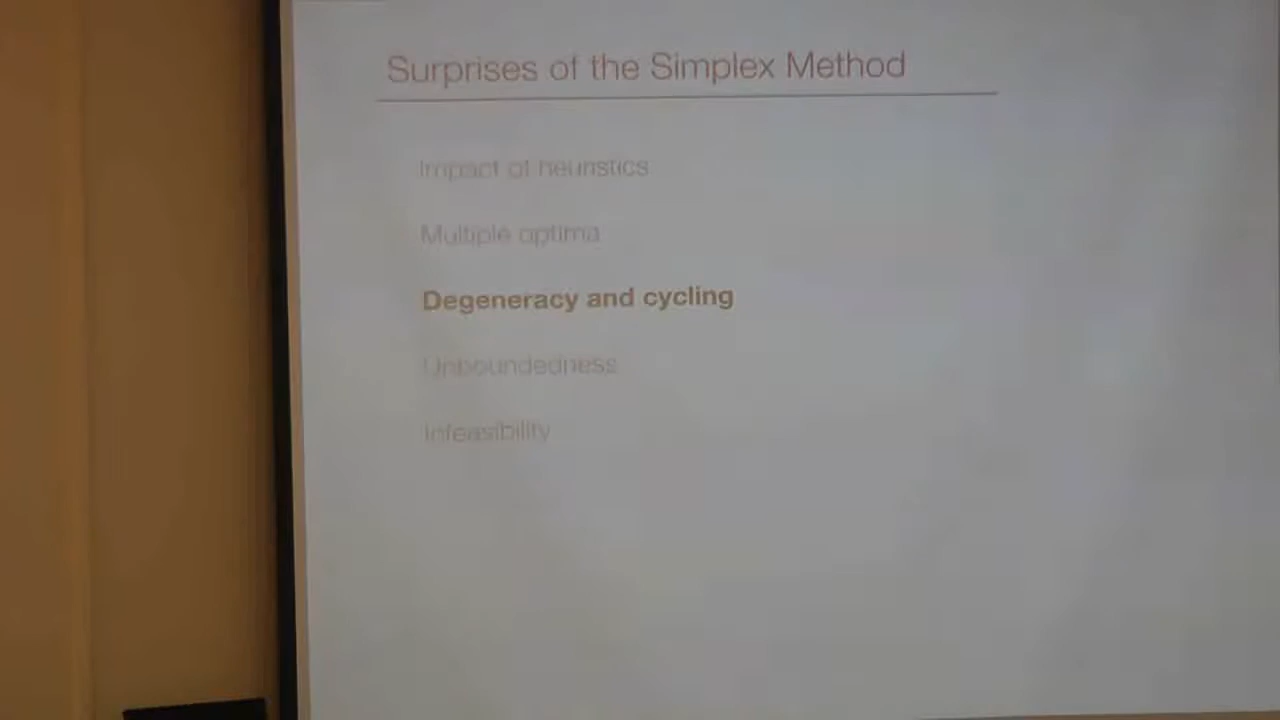 Surprises of the Simplex Method
Impact of heuristics
Multiple optima
Degeneracy and cycling
Unboundedness
Infeasibility